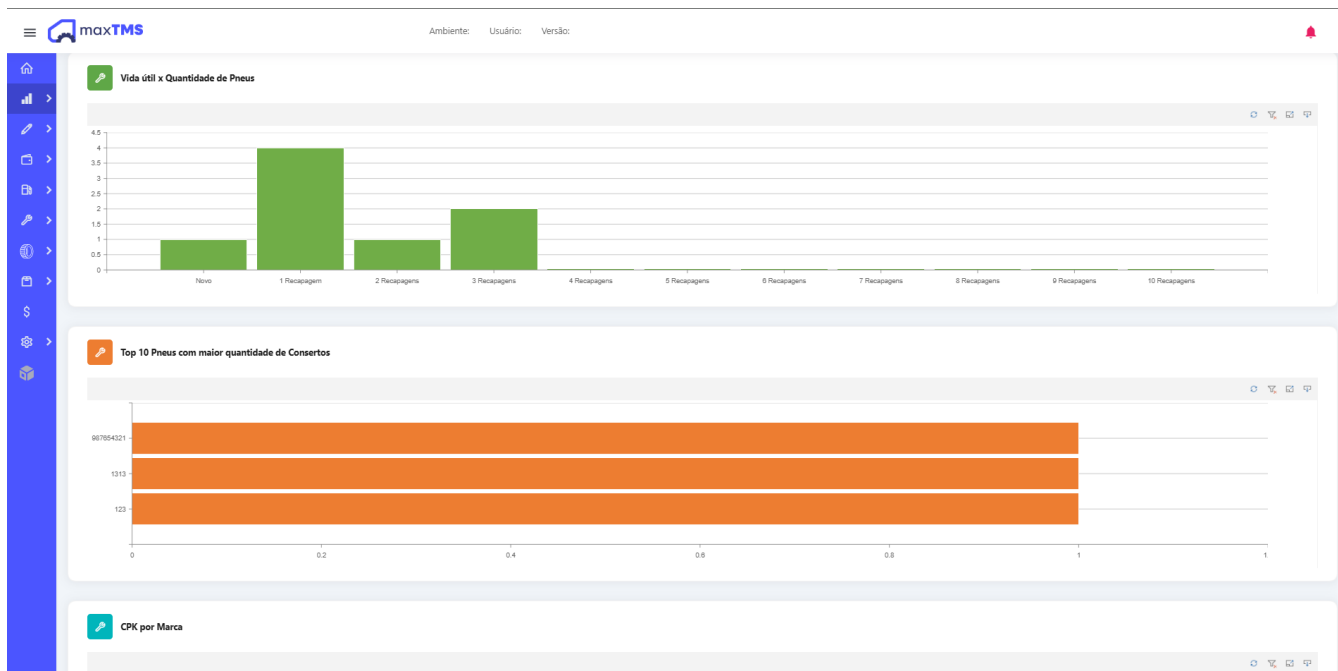 maxTMS Ambiente: Usuário: Versão:
Vida útil x Quantidade de Pneus
4.5
4
3.5
3
2.5
2
1.5
1
0.5
0
Novo 1 Recapagem 2 Recapagens 3 Recapagens 4 Recapagens 5 Recapagens 6 Recapagens 7 Recapagens 8 Recapagens 9 Recapagens 10 Recapagens
Top 10 Pneus com maior quantidade de Consertos
987654321
1313
123
0 0.2 0.4 0.6 0.8 1 1.
CPK por Marca